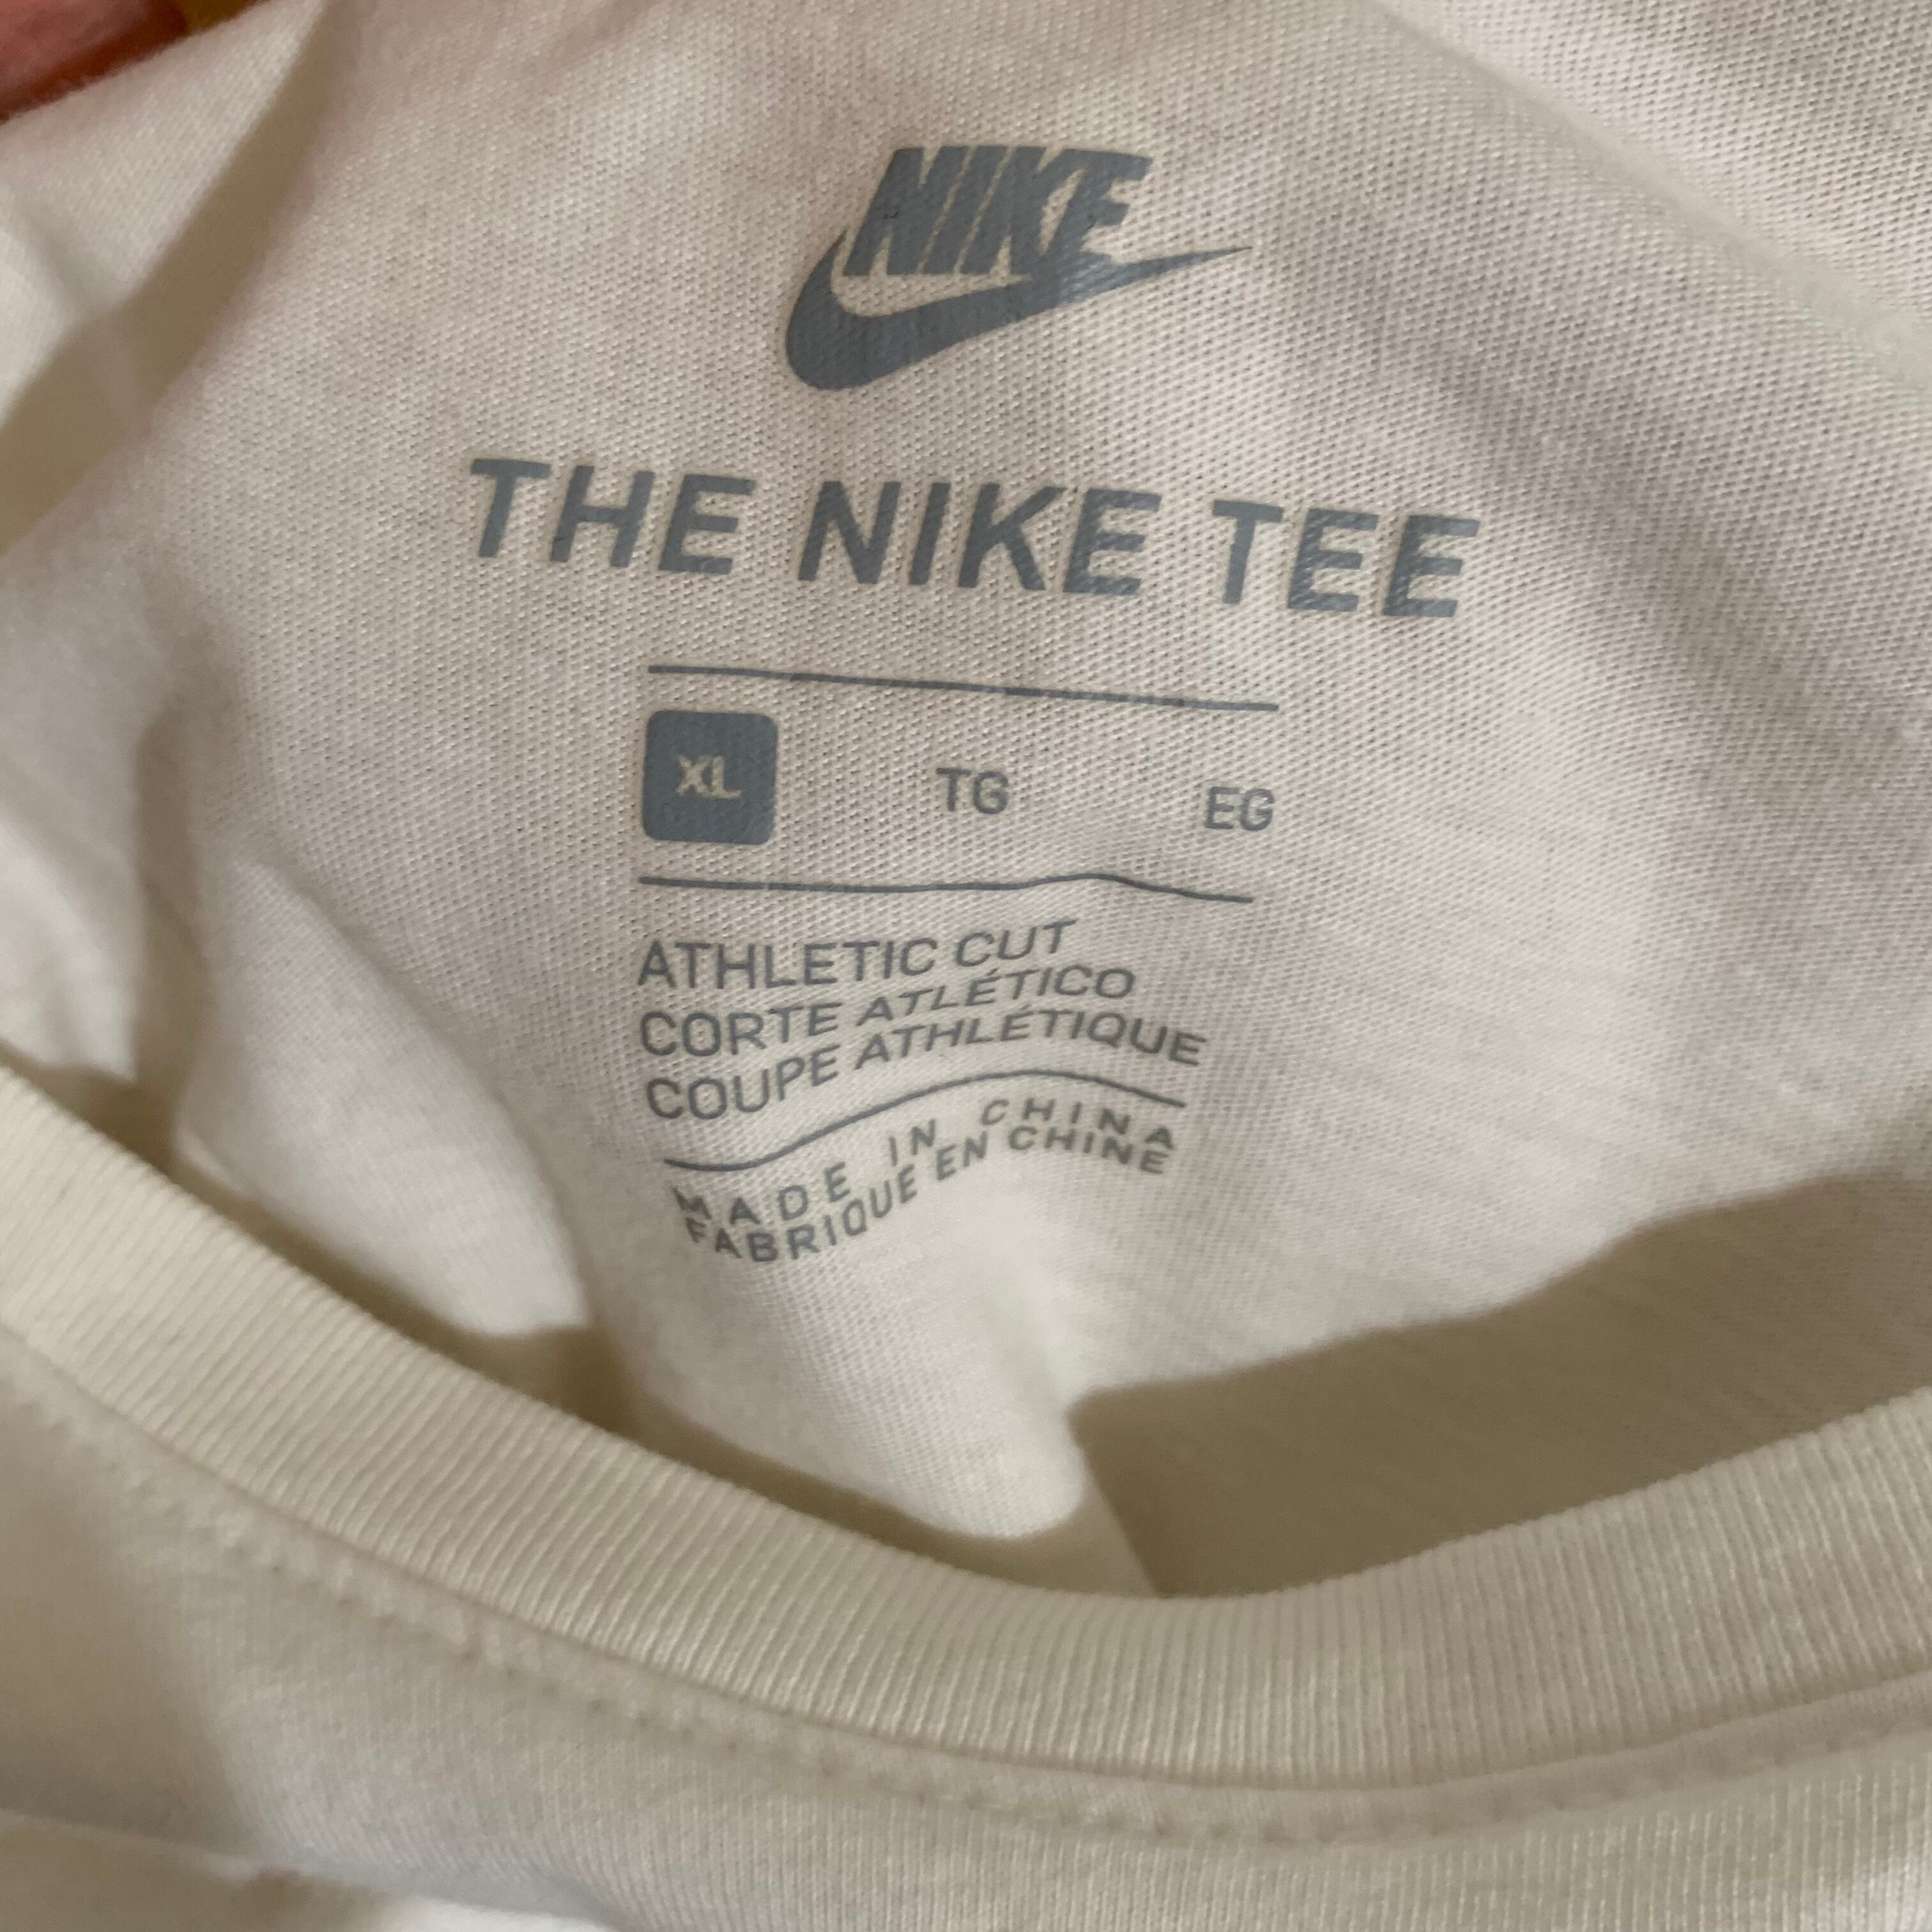 NIKE
THE NIKE TEE
XL TG EG
ATHLETIC CUT
CORTE ATLÉTICO
COUPE ATHLÉTIQUE
MADE IN CHINA
FABRIQUE EN CHINE